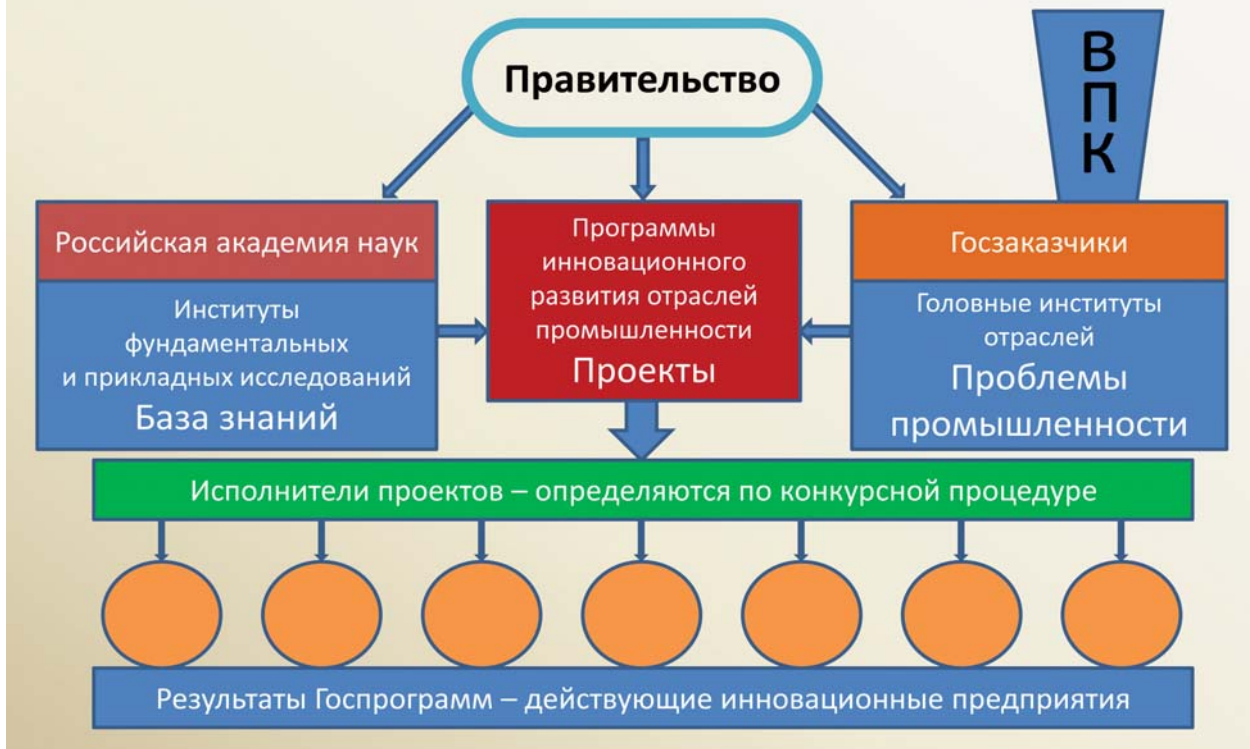 Правительство
ВПК
Российская академия наук
Институты
фундаментальных
и прикладных исследований
База знаний
Программы
инновационного
развития отраслей
промышленности
Проекты
Госзаказчики
Головные институты
отраслей
Проблемы
промышленности
Исполнители проектов – определяются по конкурсной процедуре
Результаты Госпрограмм – действующие инновационные предприятия